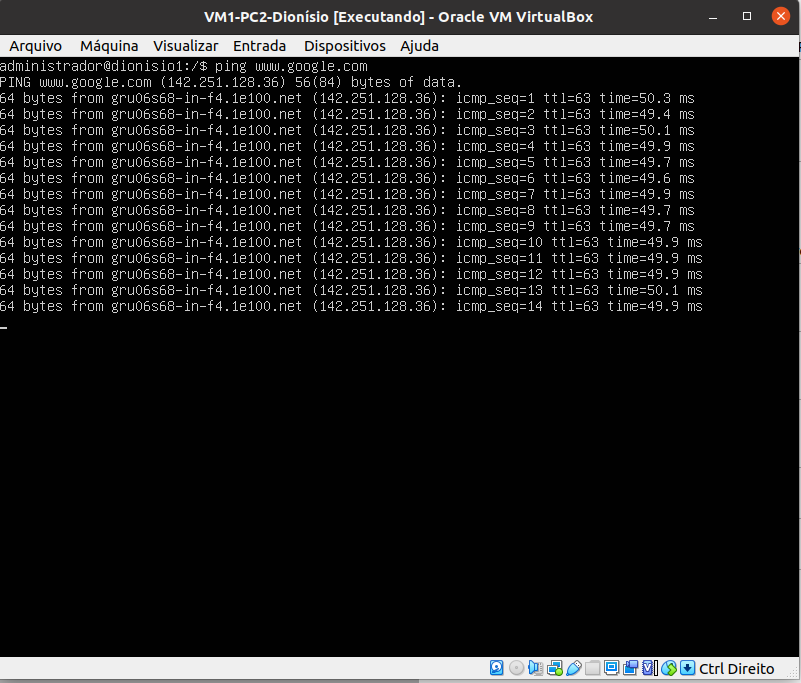 VM1-PC2-Dionísio [Executando] - Oracle VM VirtualBox
Arquivo Máquina Visualizar Entrada Dispositivos Ajuda
administrador@dionisio1:/$ ping www.google.com
PING www.google.com (142.251.128.36) 56(84) bytes of data.
64 bytes from gru06s68-in-f4.1e100.net (142.251.128.36): icmp_seq=1 ttl=63 time=50.3 ms
64 bytes from gru06s68-in-f4.1e100.net (142.251.128.36): icmp_seq=2 ttl=63 time=49.4 ms
64 bytes from gru06s68-in-f4.1e100.net (142.251.128.36): icmp_seq=3 ttl=63 time=50.1 ms
64 bytes from gru06s68-in-f4.1e100.net (142.251.128.36): icmp_seq=4 ttl=63 time=49.9 ms
64 bytes from gru06s68-in-f4.1e100.net (142.251.128.36): icmp_seq=5 ttl=63 time=49.7 ms
64 bytes from gru06s68-in-f4.1e100.net (142.251.128.36): icmp_seq=6 ttl=63 time=49.6 ms
64 bytes from gru06s68-in-f4.1e100.net (142.251.128.36): icmp_seq=7 ttl=63 time=49.9 ms
64 bytes from gru06s68-in-f4.1e100.net (142.251.128.36): icmp_seq=8 ttl=63 time=49.7 ms
64 bytes from gru06s68-in-f4.1e100.net (142.251.128.36): icmp_seq=9 ttl=63 time=49.7 ms
64 bytes from gru06s68-in-f4.1e100.net (142.251.128.36): icmp_seq=10 ttl=63 time=49.9 ms
64 bytes from gru06s68-in-f4.1e100.net (142.251.128.36): icmp_seq=11 ttl=63 time=49.9 ms
64 bytes from gru06s68-in-f4.1e100.net (142.251.128.36): icmp_seq=12 ttl=63 time=49.9 ms
64 bytes from gru06s68-in-f4.1e100.net (142.251.128.36): icmp_seq=13 ttl=63 time=50.1 ms
64 bytes from gru06s68-in-f4.1e100.net (142.251.128.36): icmp_seq=14 ttl=63 time=49.9 ms
Ctrl Direito